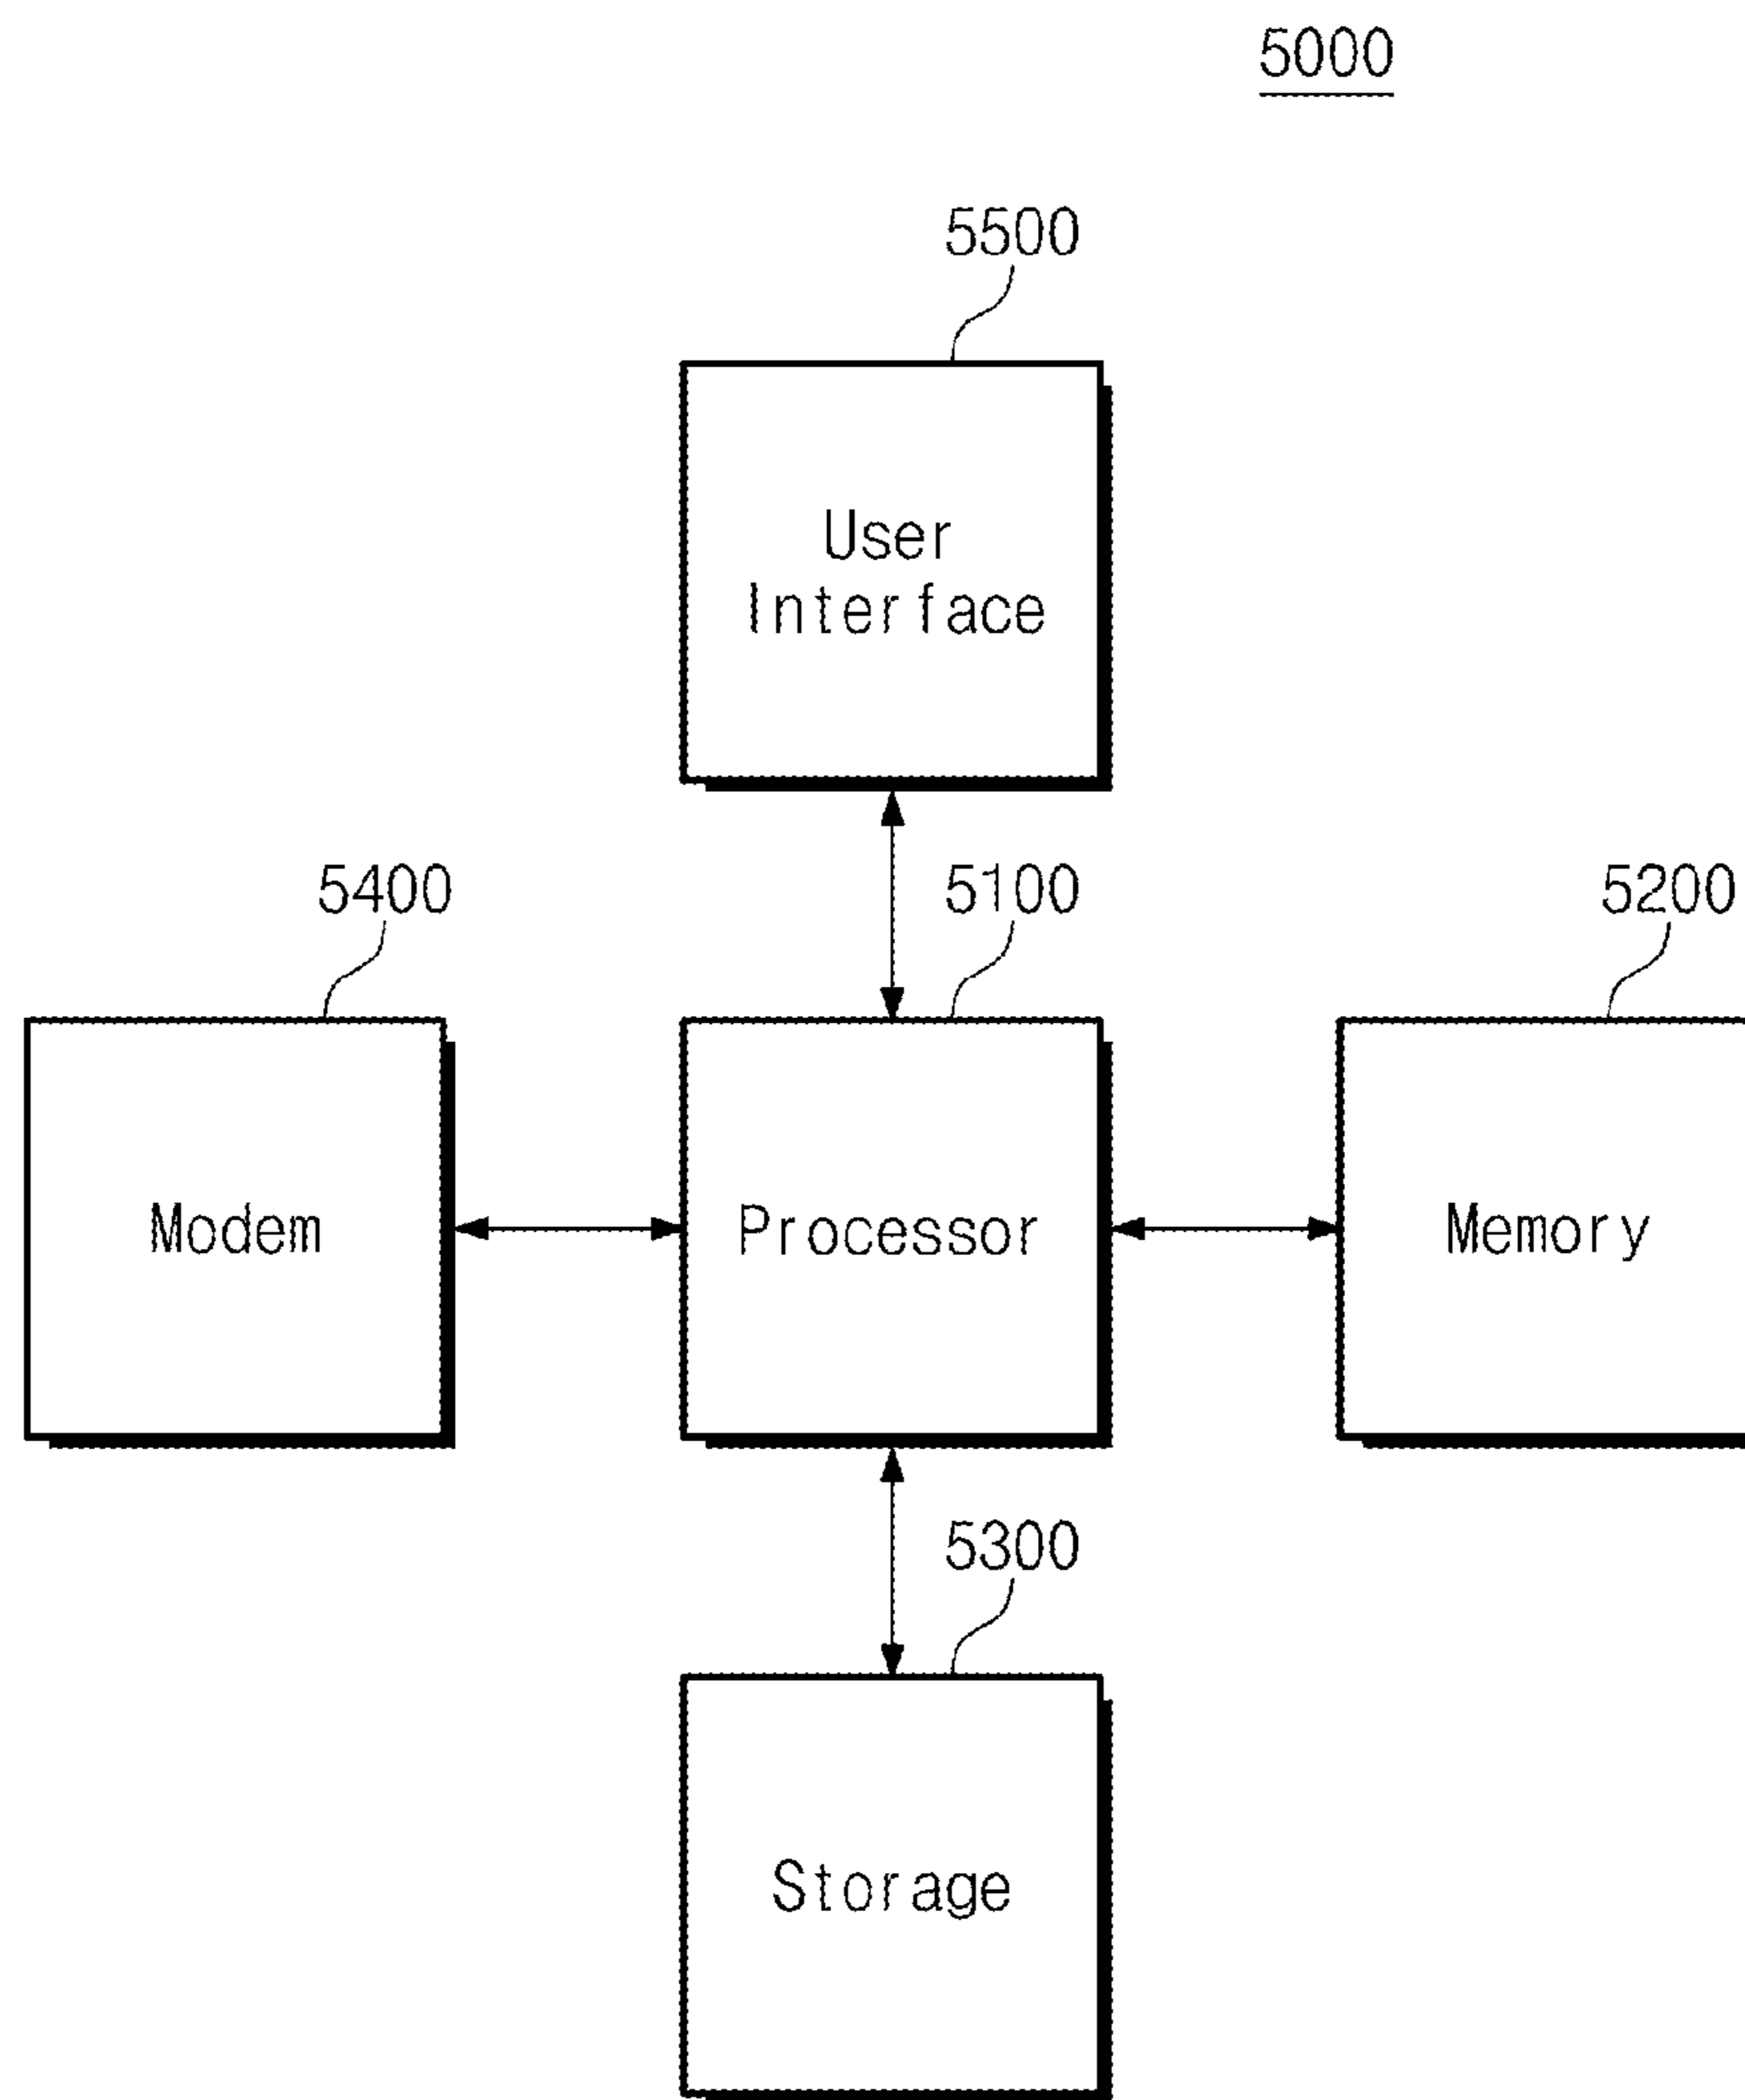 5000
5500
User
Interface
5400
5100
5200
Modem
Processor
Memory
5300
Storage